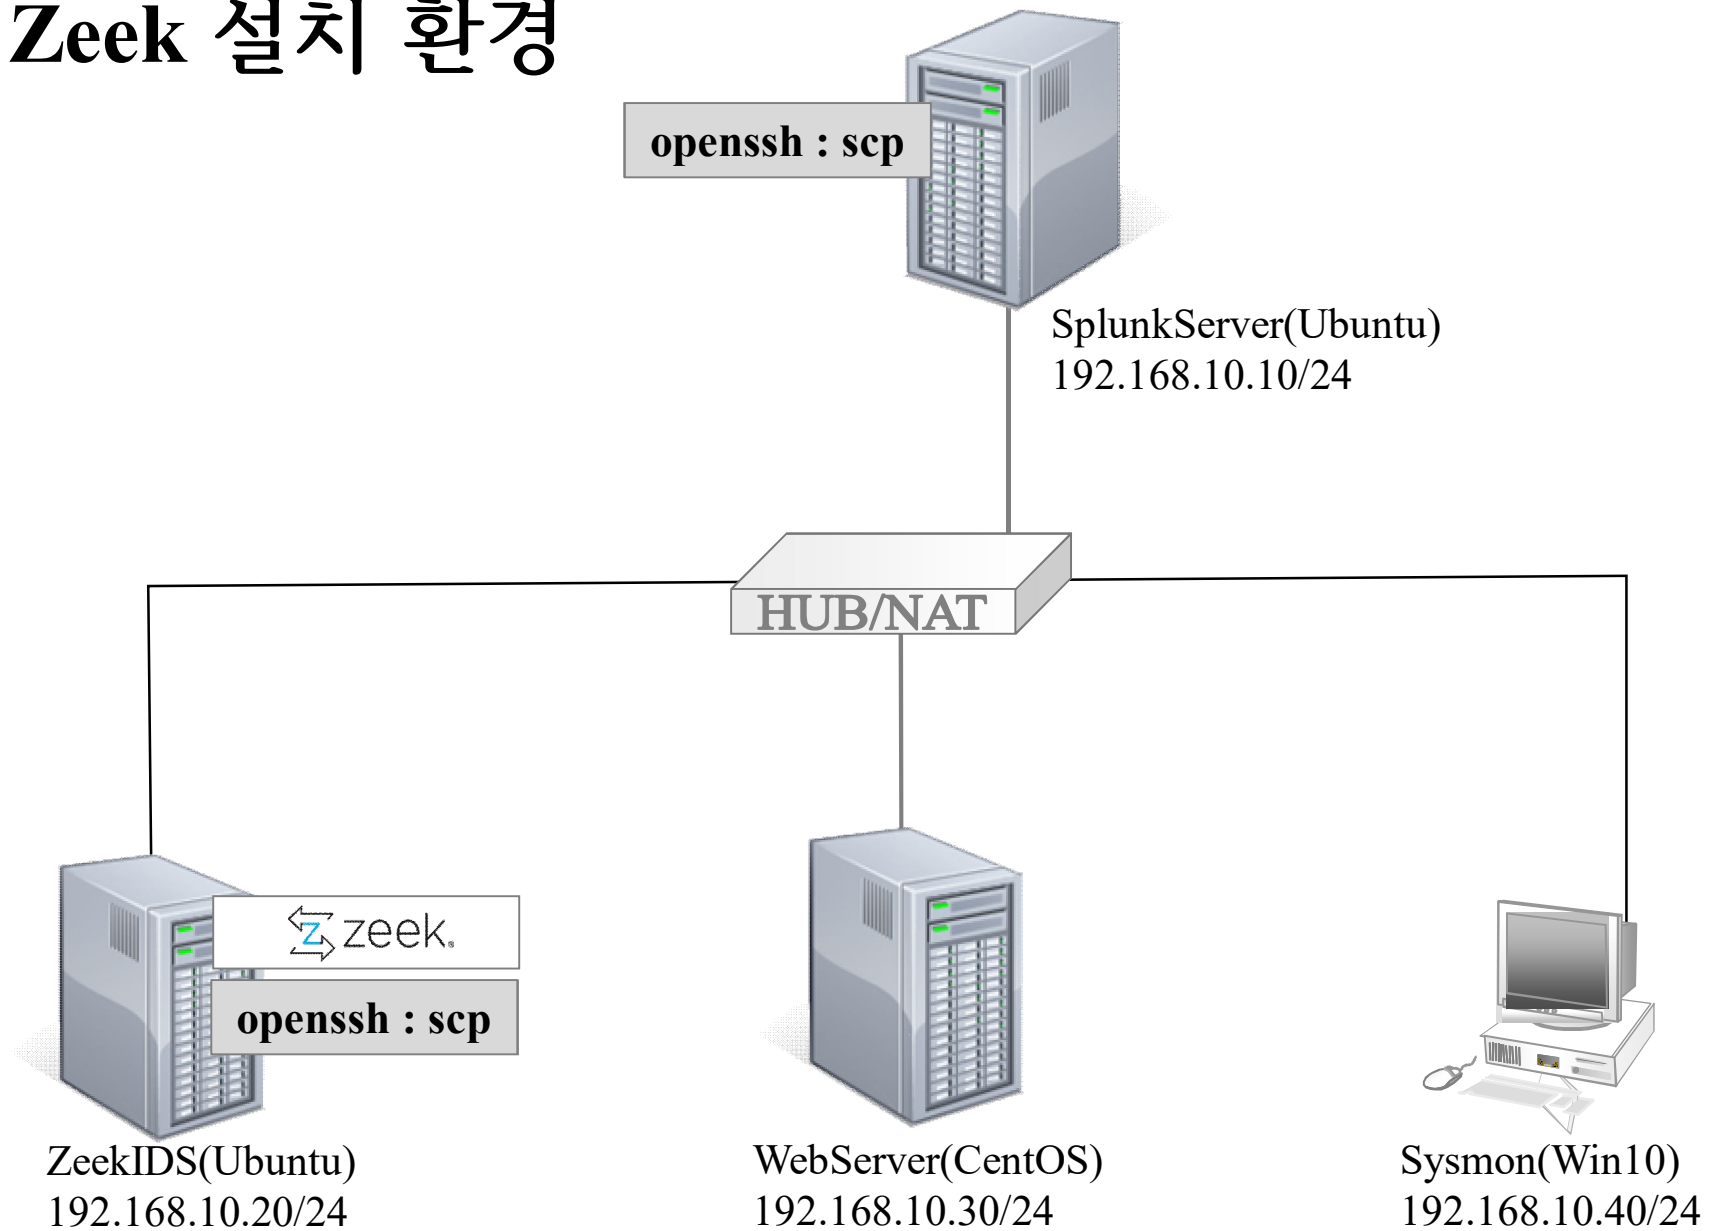 Zeek 설치 환경
openssh : scp
SplunkServer(Ubuntu)
192.168.10.10/24
HUB/NAT
zeek.
openssh : scp
ZeekIDS(Ubuntu)
192.168.10.20/24
WebServer(CentOS)
192.168.10.30/24
Sysmon(Win10)
192.168.10.40/24